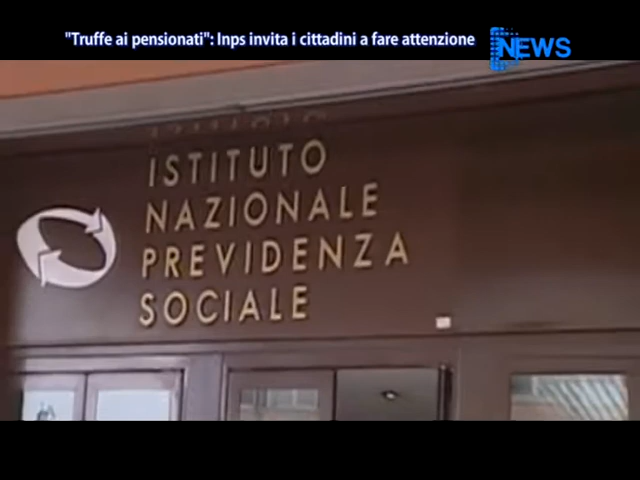 "Truffe ai pensionati": Inps invita i cittadini a fare attenzione
NEWS
ISTITUTO
NAZIONALE
PREVIDENZA
SOCIALE